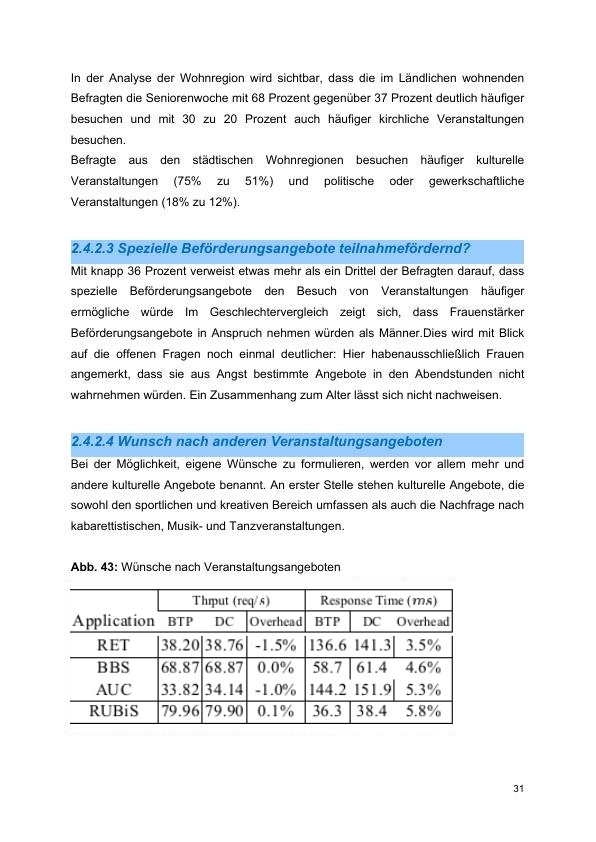 In der Analyse der Wohnregion wird sichtbar, dass die im Ländlichen wohnenden
Befragten die Seniorenwoche mit 68 Prozent gegenüber 37 Prozent deutlich häufiger
besuchen und mit 30 zu 20 Prozent auch häufiger kirchliche Veranstaltungen
besuchen.
Befragte aus den städtischen Wohnregionen besuchen häufiger kulturelle
Veranstaltungen (75% zu 51%) und politische oder gewerkschaftliche
Veranstaltungen (18% zu 12%).
2.4.2.3 Spezielle Beförderungsangebote teilnahmefördernd?
Mit knapp 36 Prozent verweist etwas mehr als ein Drittel der Befragten darauf, dass
spezielle Beförderungsangebote den Besuch von Veranstaltungen häufiger
ermögliche würde Im Geschlechtervergleich zeigt sich, dass Frauenstärker
Beförderungsangebote in Anspruch nehmen würden als Männer.Dies wird mit Blick
auf die offenen Fragen noch einmal deutlicher: Hier habenausschließlich Frauen
angemerkt, dass sie aus Angst bestimmte Angebote in den Abendstunden nicht
wahrnehmen würden. Ein Zusammenhang zum Alter lässt sich nicht nachweisen.
2.4.2.4 Wunsch nach anderen Veranstaltungsangeboten
Bei der Möglichkeit, eigene Wünsche zu formulieren, werden vor allem mehr und
andere kulturelle Angebote benannt. An erster Stelle stehen kulturelle Angebote, die
sowohl den sportlichen und kreativen Bereich umfassen als auch die Nachfrage nach
kabarettistischen, Musik- und Tanzveranstaltungen.
Abb. 43: Wünsche nach Veranstaltungsangeboten
Thrput (req/s) Response Time (ms)
Application BTP DC Overhead BTP DC Overhead
RET 38.20 38.76 -1.5% 136.6 141.3 3.5%
BBS 68.87 68.87 0.0% 58.7 61.4 4.6%
AUC 33.82 34.14 -1.0% 144.2 151.9 5.3%
RUBiS 79.96 79.90 0.1% 36.3 38.4 5.8%
31